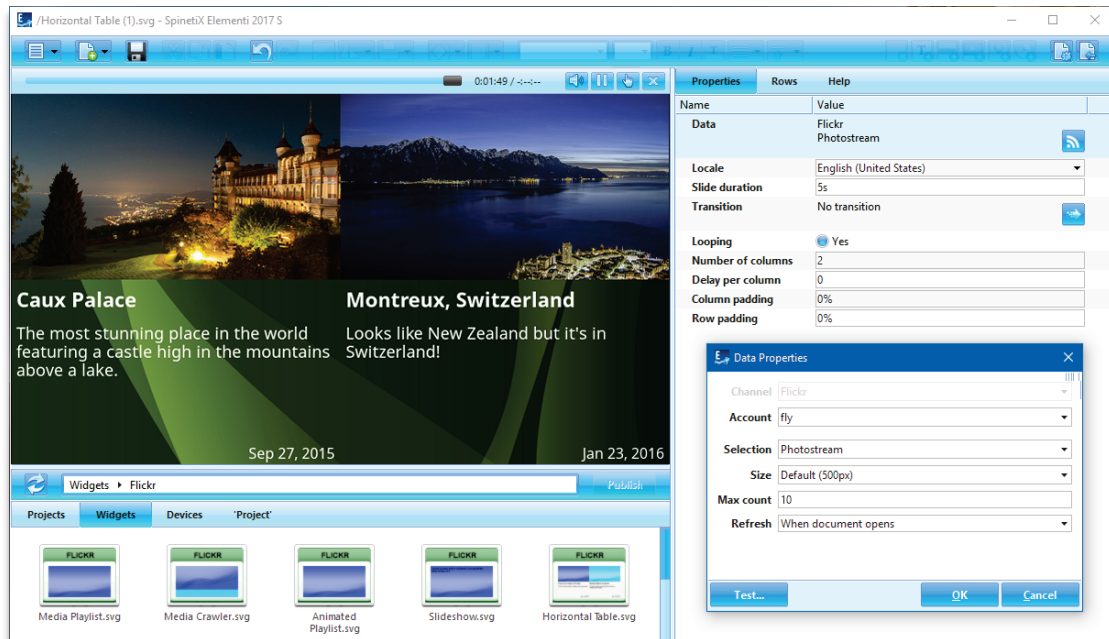 /Horizontal Table (1).svg - SpinetiX Elementi 2017 S
0:01:49 / -:--:--
Caux Palace
The most stunning place in the world
featuring a castle high in the mountains
above a lake.
Sep 27, 2015
Montreux, Switzerland
Looks like New Zealand but it's in
Switzerland!
Jan 23, 2016
Widgets Flickr
Publish
Projects Widgets Devices 'Project'
FLICKR FLICKR FLICKR FLICKR FLICKR
Media Playlist.svg Media Crawler.svg Animated Playlist.svg Slideshow.svg Horizontal Table.svg
Properties Rows Help
Name Value
Data Flickr
Photostream
Locale English (United States)
Slide duration 5s
Transition No transition
Looping Yes
Number of columns 2
Delay per column 0
Column padding 0%
Row padding 0%
Data Properties
Channel Flickr
Account fly
Selection Photostream
Size Default (500px)
Max count 10
Refresh When document opens
Test... OK Cancel